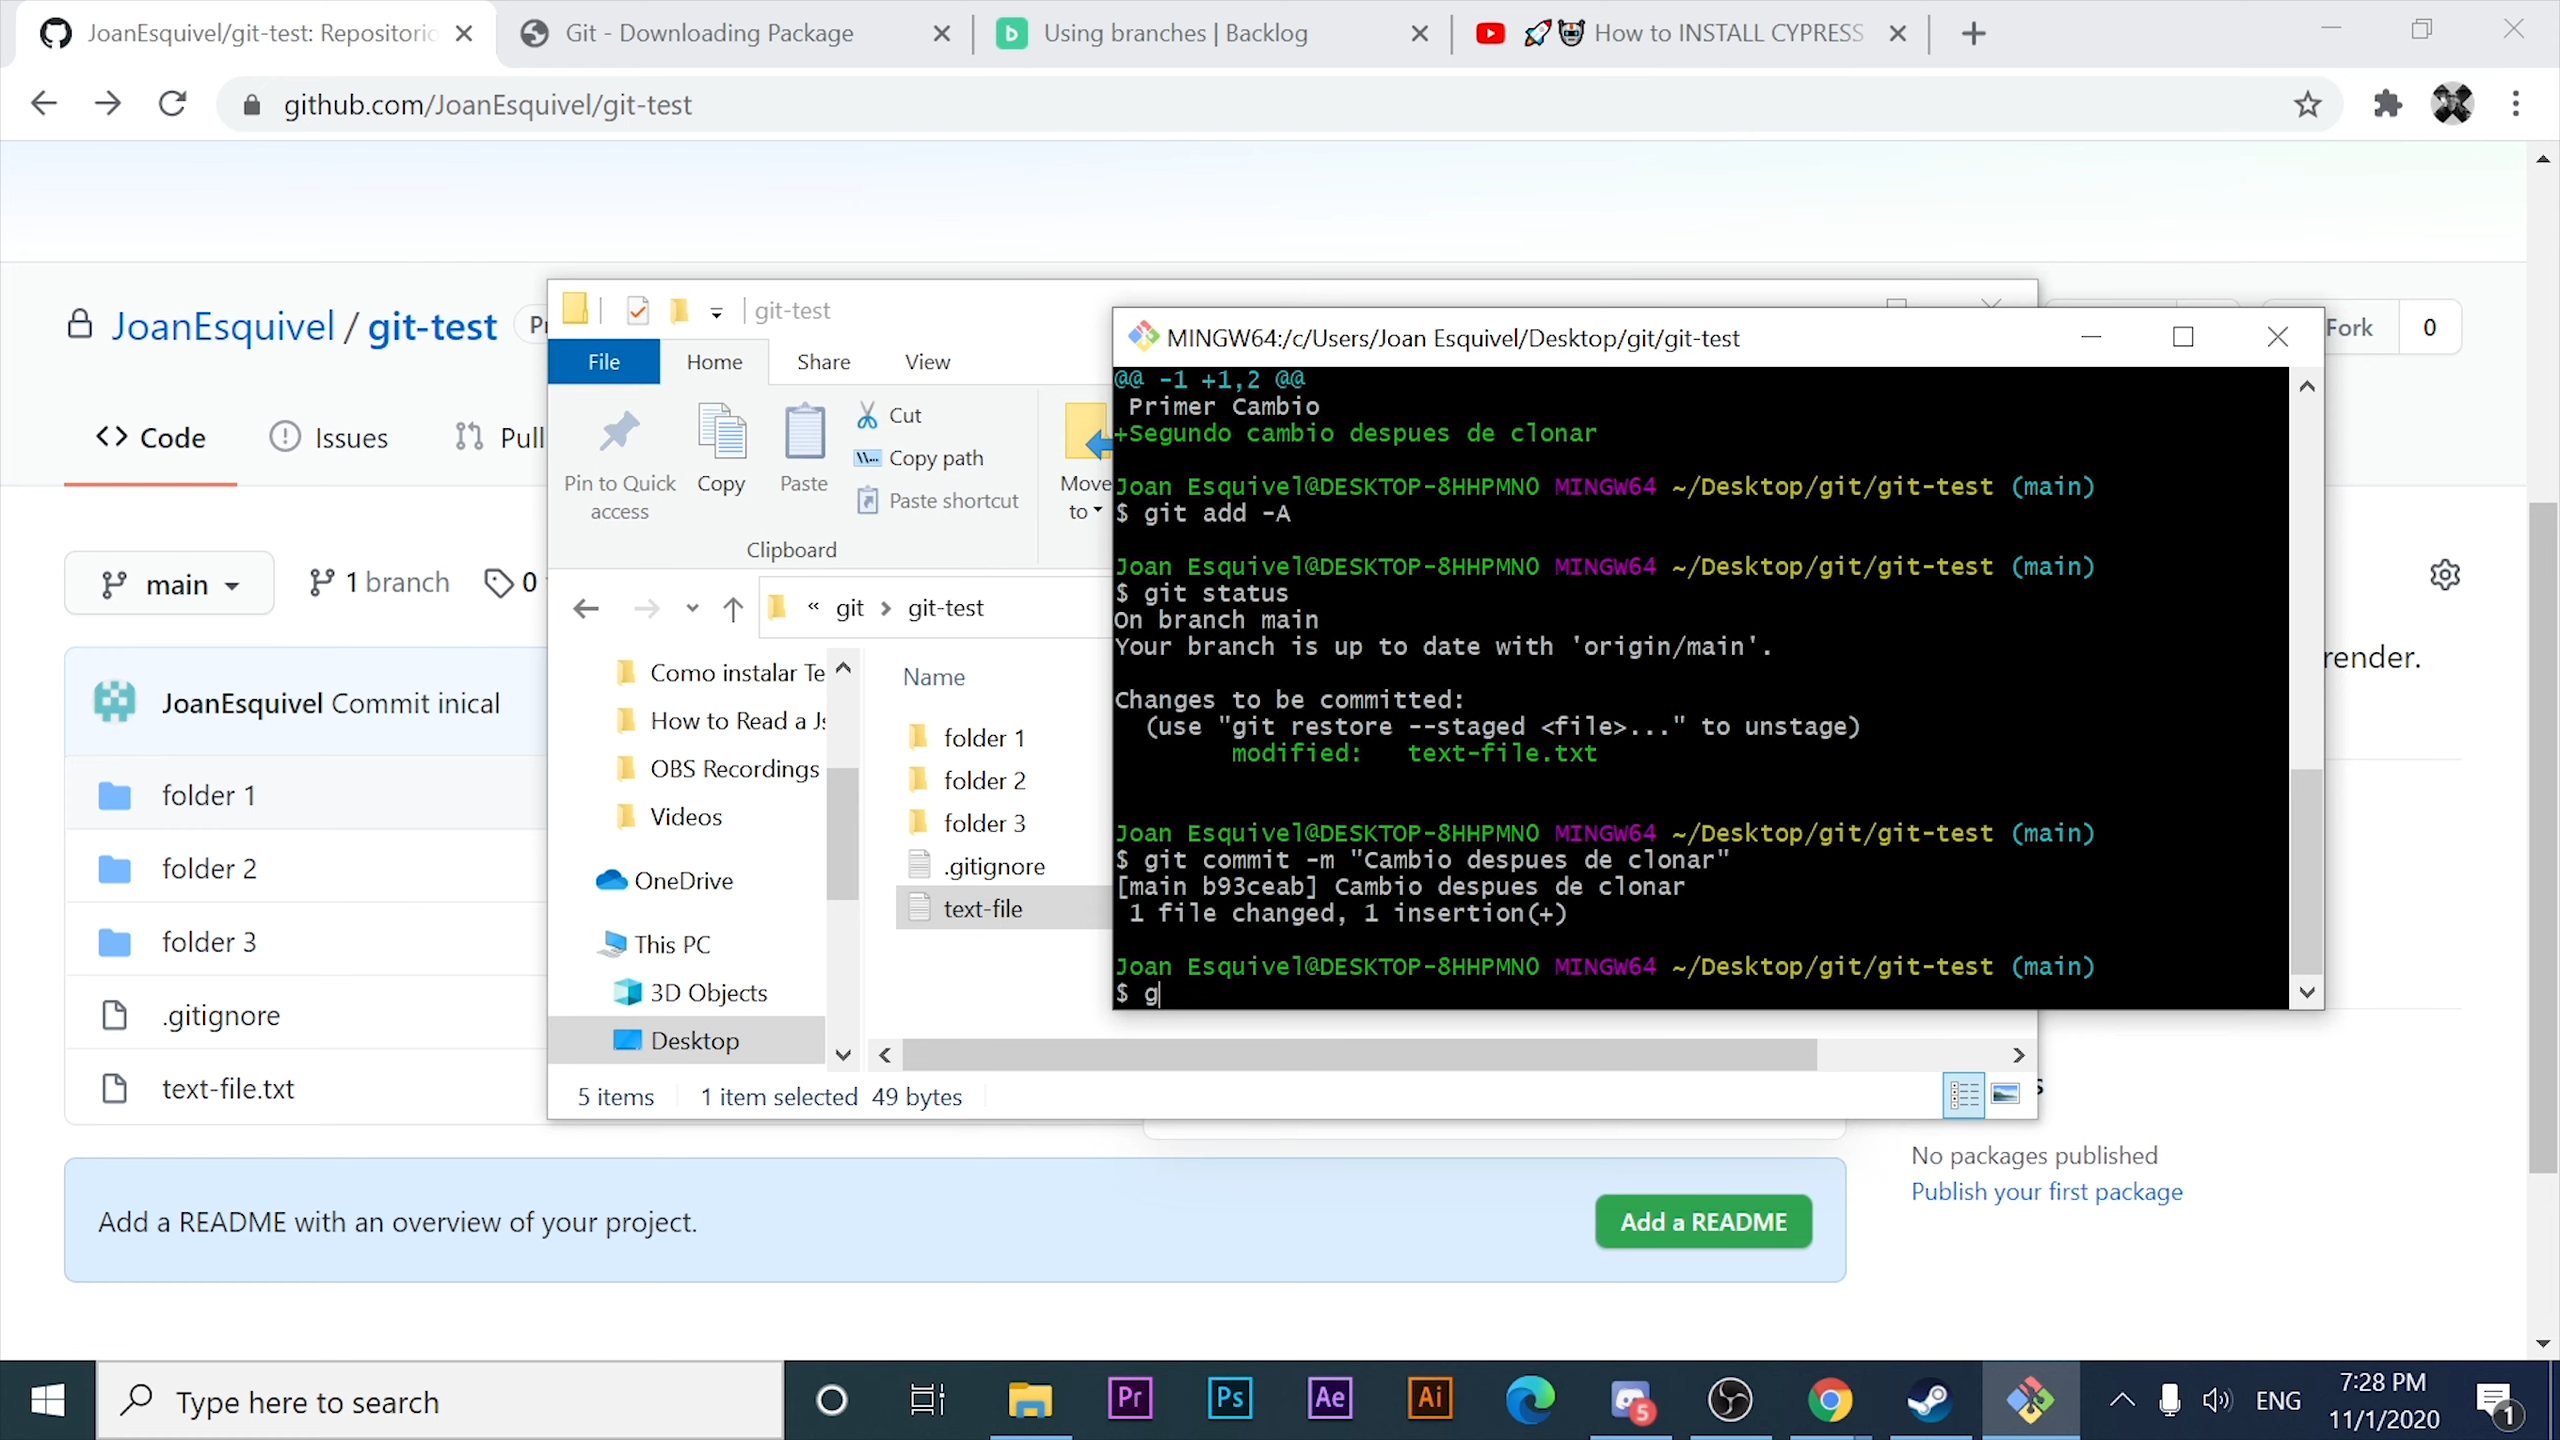 JoanEsquivel/git-test: Repositorio
Git - Downloading Package
Using branches | Backlog
How to INSTALL CYPRESS
github.com/JoanEsquivel/git-test
JoanEsquivel / git-test
Fork 0
Code
Issues
Pull
main
1 branch
0
render.
JoanEsquivel Commit inical
folder 1
folder 2
folder 3
.gitignore
text-file.txt
Add a README with an overview of your project.
Add a README
No packages published
Publish your first package
git-test
File
Home
Share
View
Pin to Quick access
Copy
Paste
Cut
Copy path
Paste shortcut
Move to
Clipboard
« git > git-test
Como instalar Te
How to Read a Js
OBS Recordings
Videos
OneDrive
This PC
3D Objects
Desktop
Name
folder 1
folder 2
folder 3
.gitignore
text-file
5 items
1 item selected 49 bytes
MINGW64:/c/Users/Joan Esquivel/Desktop/git/git-test
@@ -1 +1,2 @@
Primer Cambio
+Segundo cambio despues de clonar
Joan Esquivel@DESKTOP-8HHPMNO MINGW64 ~/Desktop/git/git-test (main)
$ git add -A
Joan Esquivel@DESKTOP-8HHPMNO MINGW64 ~/Desktop/git/git-test (main)
$ git status
On branch main
Your branch is up to date with 'origin/main'.
Changes to be committed:
(use "git restore --staged <file>..." to unstage)
modified: text-file.txt
Joan Esquivel@DESKTOP-8HHPMNO MINGW64 ~/Desktop/git/git-test (main)
$ git commit -m "Cambio despues de clonar"
[main b93ceab] Cambio despues de clonar
1 file changed, 1 insertion(+)
Joan Esquivel@DESKTOP-8HHPMNO MINGW64 ~/Desktop/git/git-test (main)
$ g
Type here to search
Pr
Ps
Ae
Ai
5
ENG
7:28 PM
11/1/2020
1